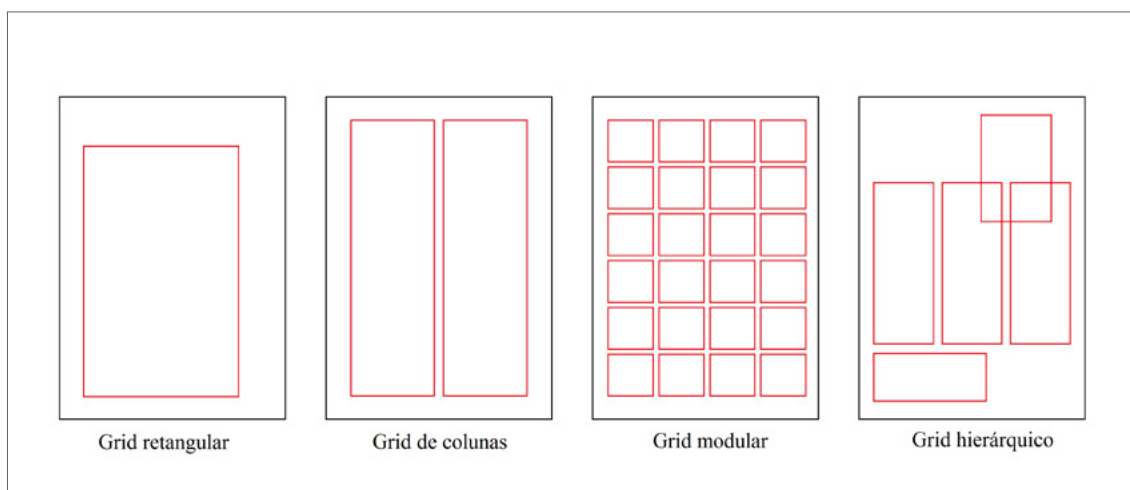 Grid retangular
Grid de colunas
Grid modular
Grid hierárquico